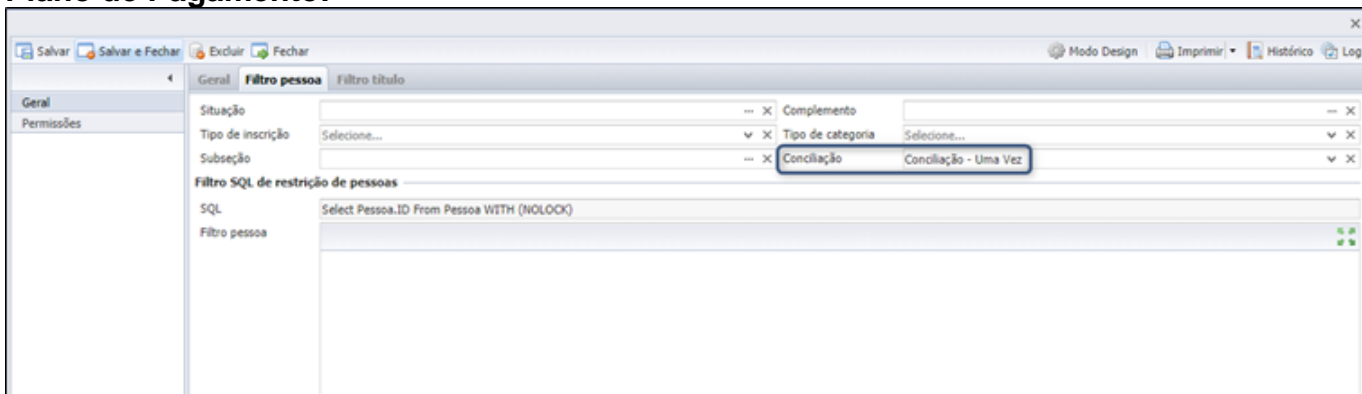 Plano de Pagamento.
Salvar Salvar e Fechar Excluir Fechar Modo Design Imprimir Histórico Log
Geral Filtro pessoa Filtro título
Geral
Permissões
Situação Complemento
Tipo de inscrição Selecione... Tipo de categoria Selecione...
Subseção Conciliação Conciliação - Uma Vez
Filtro SQL de restrição de pessoas
SQL Select Pessoa.ID From Pessoa WITH (NOLOCK)
Filtro pessoa